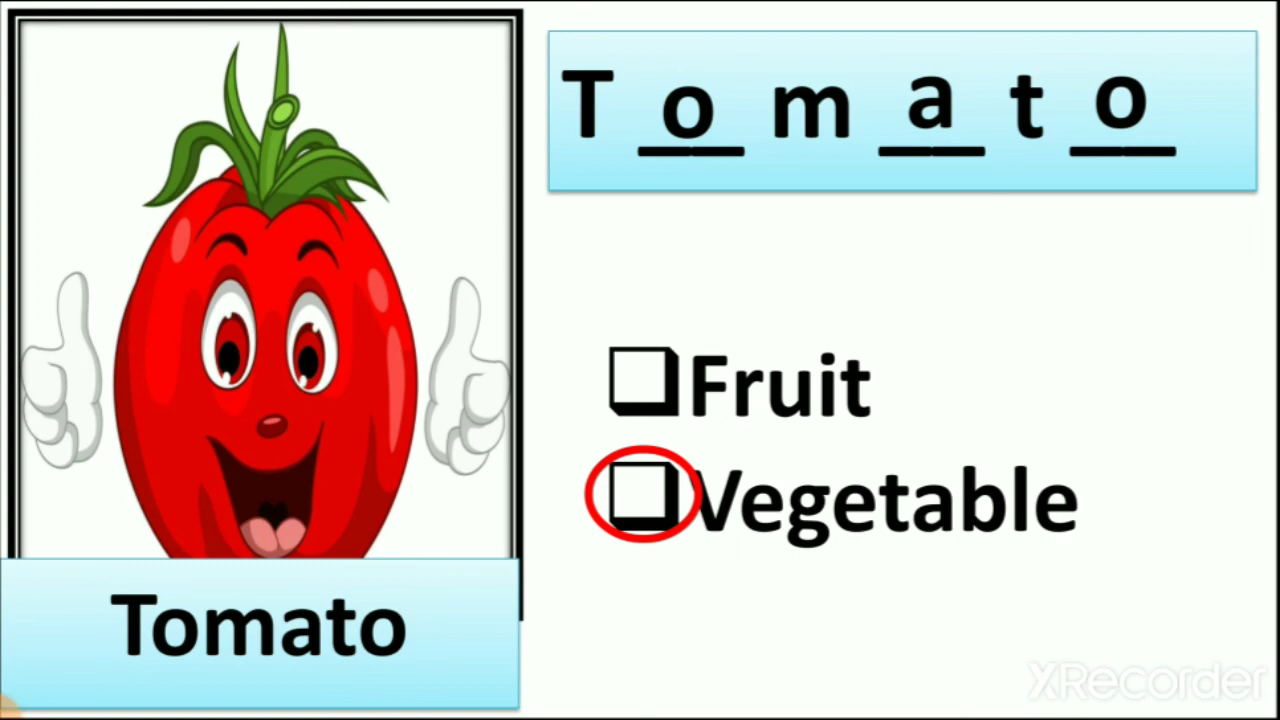 T o m a t o
Fruit
Vegetable
Tomato
XRecorder